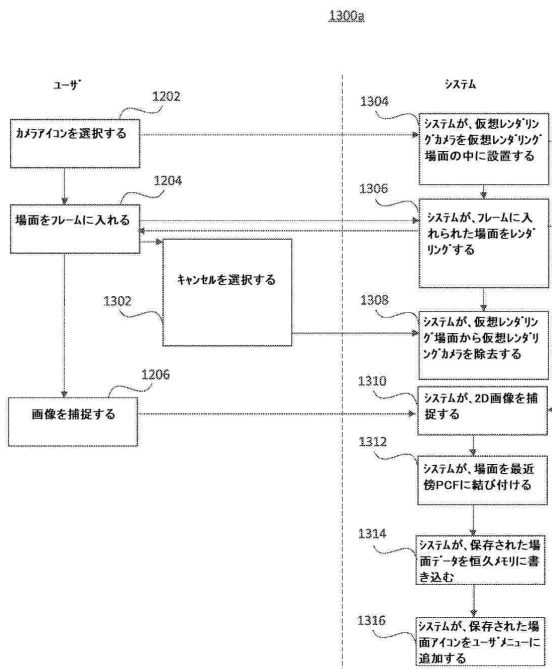 1300a
ユーザ
システム
1202
カメラアイコンを選択する
1204
場面をフレームに入れる
1302
キャンセルを選択する
1206
画像を捕捉する
1304
システムが、仮想レンダリン
グカメラを仮想レンダリング
場面の中に設置する
1306
システムが、フレームに入
れられた場面をレンダリ
ングする
1308
システムが、仮想レンダリン
グ場面から仮想レンダリ
ングカメラを除去する
1310
システムが、2D画像を捕
捉する
1312
システムが、場面を最近
傍PCFに結び付ける
1314
システムが、保存された場
面データを恒久メモリに書
き込む
1316
システムが、保存された場
面アイコンをユーザメニューに
追加する